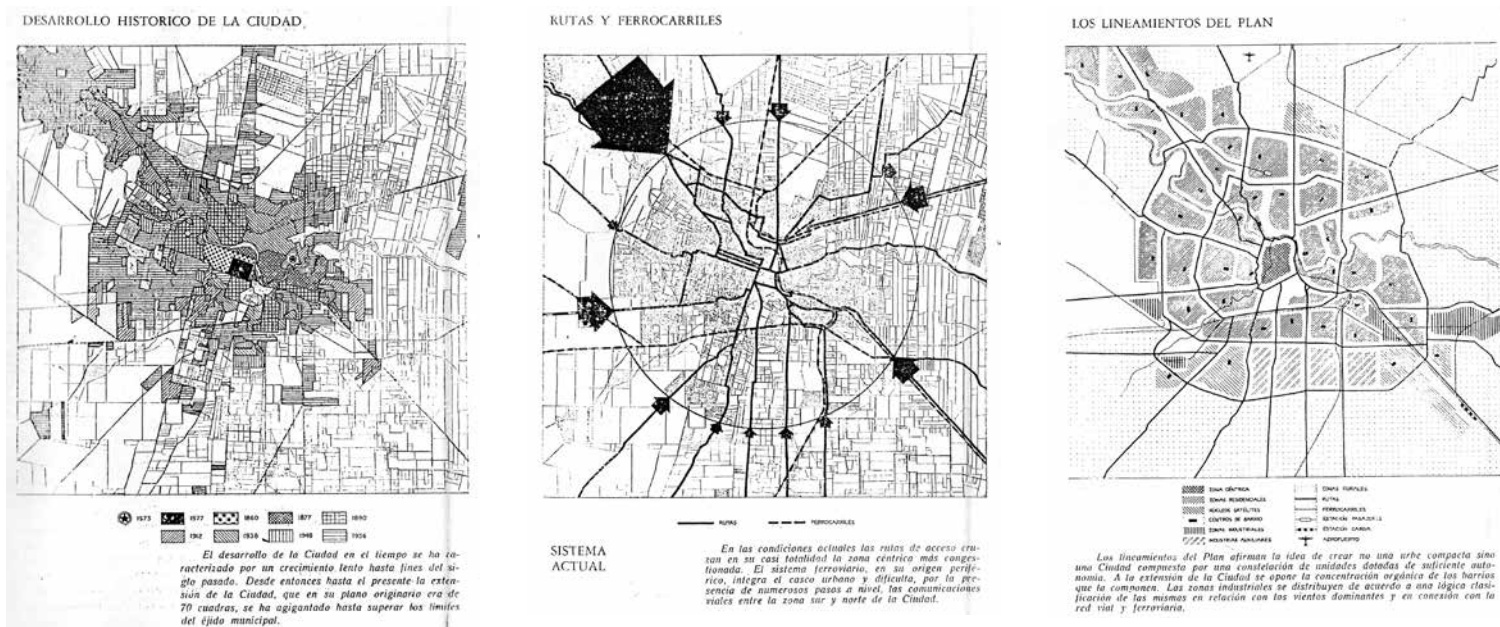 DESARROLLO HISTORICO DE LA CIUDAD
1573 1577 1860 1877 1890
1912 1938 1948 1956
El desarrollo de la Ciudad en el tiempo se ha ca-
racterizado por un crecimiento lento hasta fines del si-
glo pasado. Desde entonces hasta el presente la exten-
sión de la Ciudad, que en su plano originario era de
70 cuadras, se ha agigantado hasta superar los límites
del éjido municipal.
RUTAS Y FERROCARRILES
RUTAS FERROCARRILES
SISTEMA
ACTUAL
En las condiciones actuales las rutas de acceso cru-
zan en su casi totalidad la zona céntrica más conges-
tionada. El sistema ferroviario, en su origen perifé-
rico, integra el casco urbano y dificulta, por la pre-
sencia de numerosos pasos a nivel, las comunicaciones
viales entre la zona sur y norte de la Ciudad.
LOS LINEAMIENTOS DEL PLAN
ZONA CÉNTRICA
ZONAS RESIDENCIALES
NÚCLEOS SATÉLITES
CENTROS DE BARRIO
ZONAS INDUSTRIALES
INDUSTRIAS AUXILIARES
ZONAS RURALES
RUTAS
FERROCARRILES
ESTACIÓN PASAJEROS
ESTACIÓN CARGA
AEROPUERTO
Los lineamientos del Plan afirman la idea de crear no una urbe compacta sino
una Ciudad compuesta por una constelación de unidades dotadas de suficiente auto-
nomía. A la extensión de la Ciudad se opone la concentración orgánica de los barrios
que la componen. Las zonas industriales se distribuyen de acuerdo a una lógica clasi-
ficación de las mismas en relación con los vientos dominantes y en conexión con la
red vial y ferroviaria.